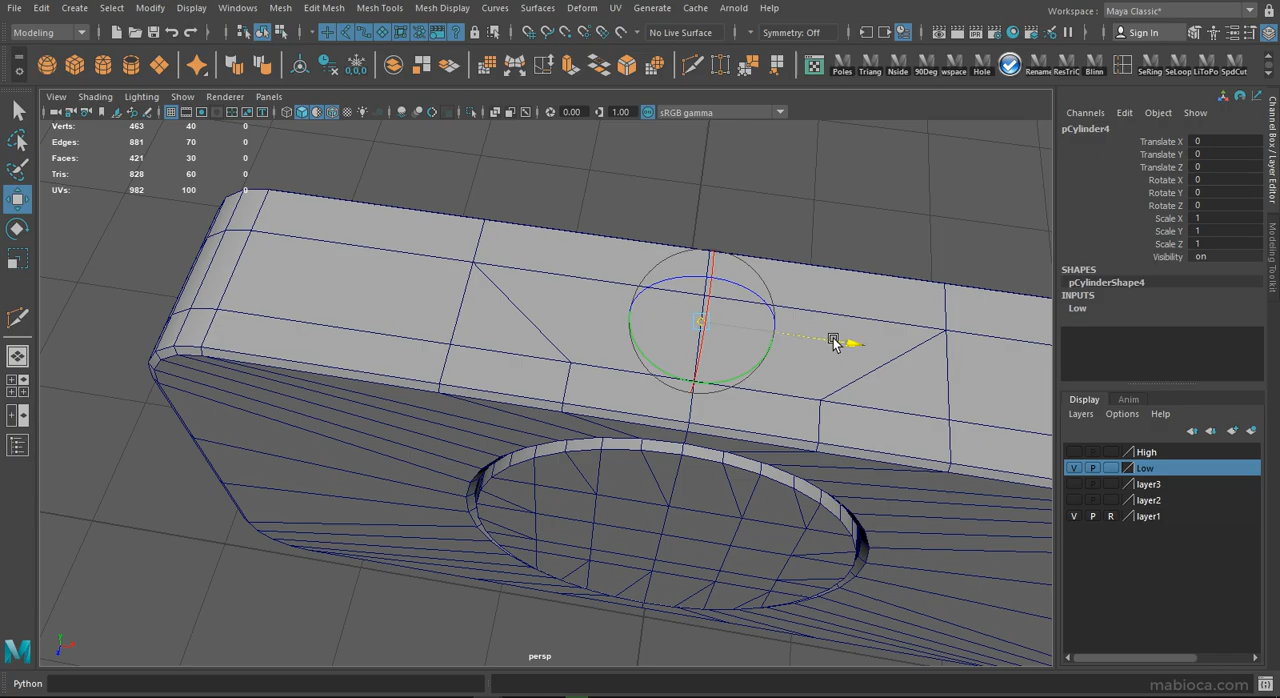 File Edit Create Select Modify Display Windows Mesh Edit Mesh Mesh Tools Mesh Display Curves Surfaces Deform UV Generate Cache Arnold Help
Workspace : Maya Classic*
Modeling
No Live Surface
Symmetry: Off
Sign In
Poles Triang Nside 90Deg wspace Hole Rename ResTriC Blinn SeRing SeLoop LiToPo SpdCut
View Shading Lighting Show Renderer Panels
0.00 1.00 sRGB gamma
Verts: 463 40 0
Edges: 881 70 0
Faces: 421 30 0
Tris: 828 60 0
UVs: 982 100 0
persp
Channels Edit Object Show
pCylinder4
Translate X 0
Translate Y 0
Translate Z 0
Rotate X 0
Rotate Y 0
Rotate Z 0
Scale X 1
Scale Y 1
Scale Z 1
Visibility on
SHAPES
pCylinderShape4
INPUTS
Low
Display Anim
Layers Options Help
High
V P Low
layer3
layer2
V P R layer1
Channel Box / Layer Editor
Modeling Toolkit
Python
mabioca.com